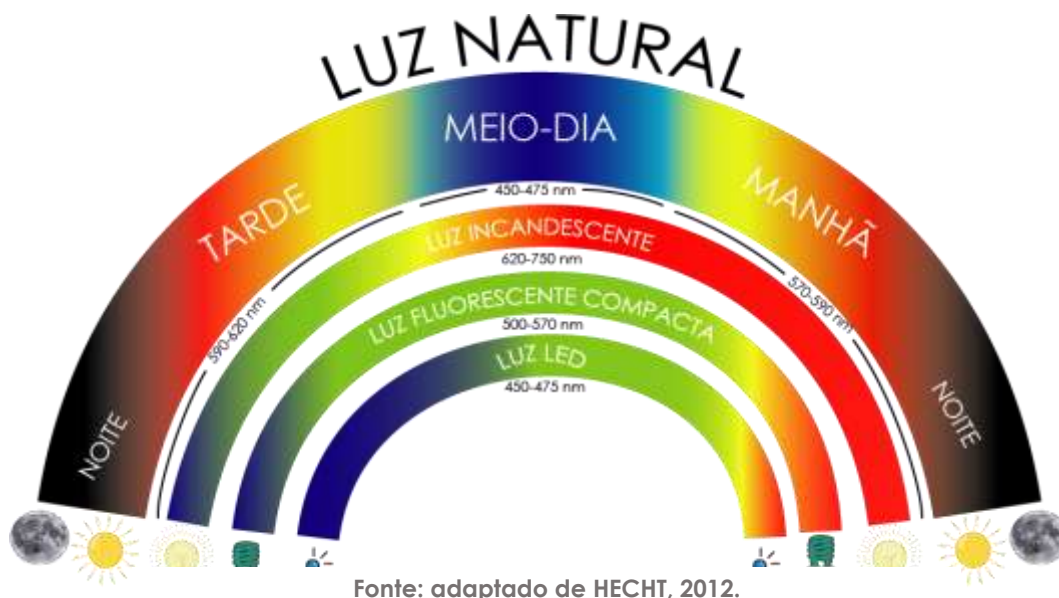 LUZ NATURAL
MEIO-DIA
TARDE
MANHÃ
NOITE
NOITE
450-475 nm
590-620 nm
570-590 nm
LUZ INCANDESCENTE
620-750 nm
LUZ FLUORESCENTE COMPACTA
500-570 nm
LUZ LED
450-475 nm
Fonte: adaptado de HECHT, 2012.